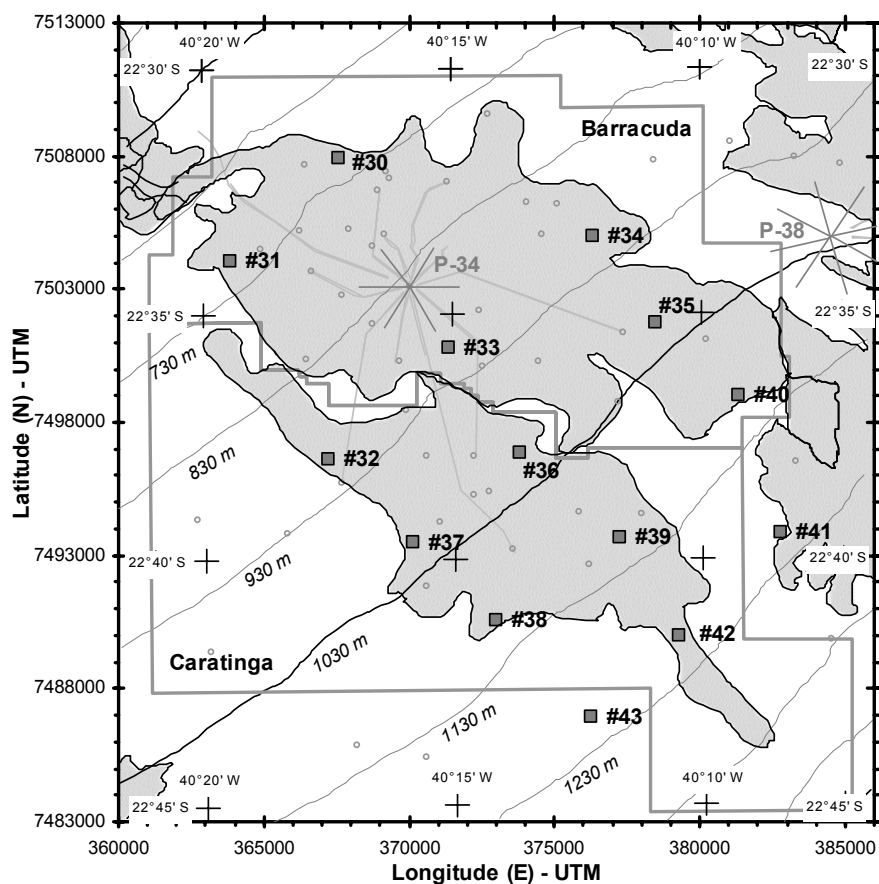 7513000
40°20' W
40°15' W
40°10' W
22°30' S
22°30' S
Barracuda
7508000
#30
#34
P-38
#31
P-34
7503000
22°35' S
#35
22°35' S
#33
730 m
#40
7498000
#32
830 m
#36
#37
#39
#41
7493000
22°40' S
22°40' S
930 m
#38
#42
1030 m
Caratinga
7488000
#43
1130 m
1230 m
40°20' W
40°15' W
40°10' W
22°45' S
22°45' S
7483000
360000
365000
370000
375000
380000
385000
Latitude (N) - UTM
Longitude (E) - UTM